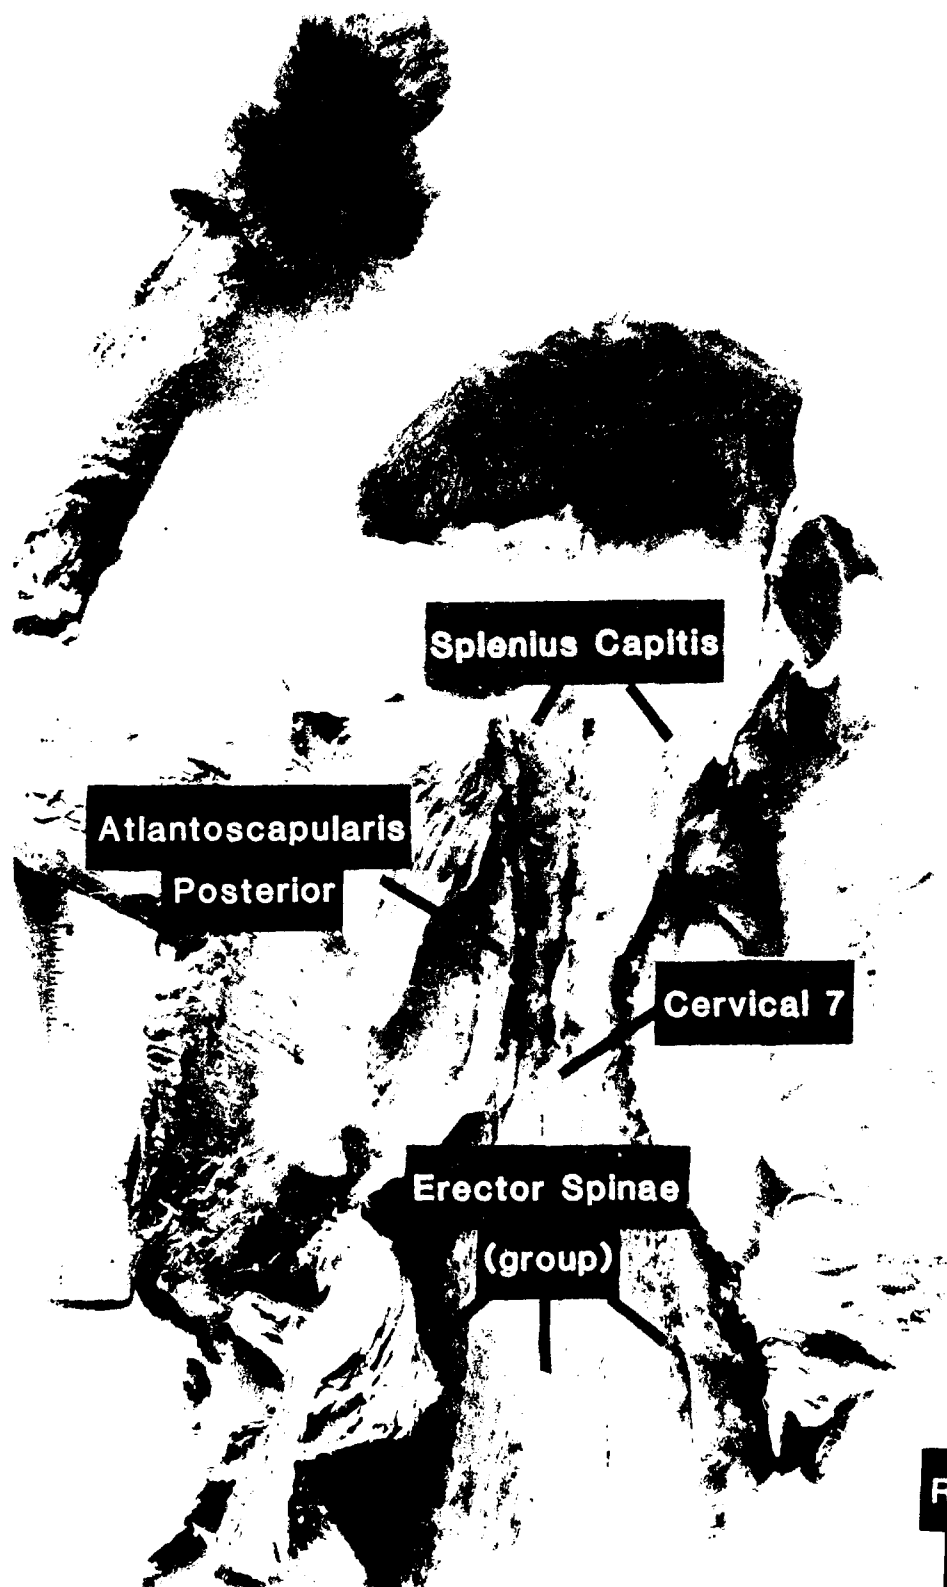 Splenius Capitis
Atlantoscapularis
Posterior
Cervical 7
Erector Spinae
(group)
R